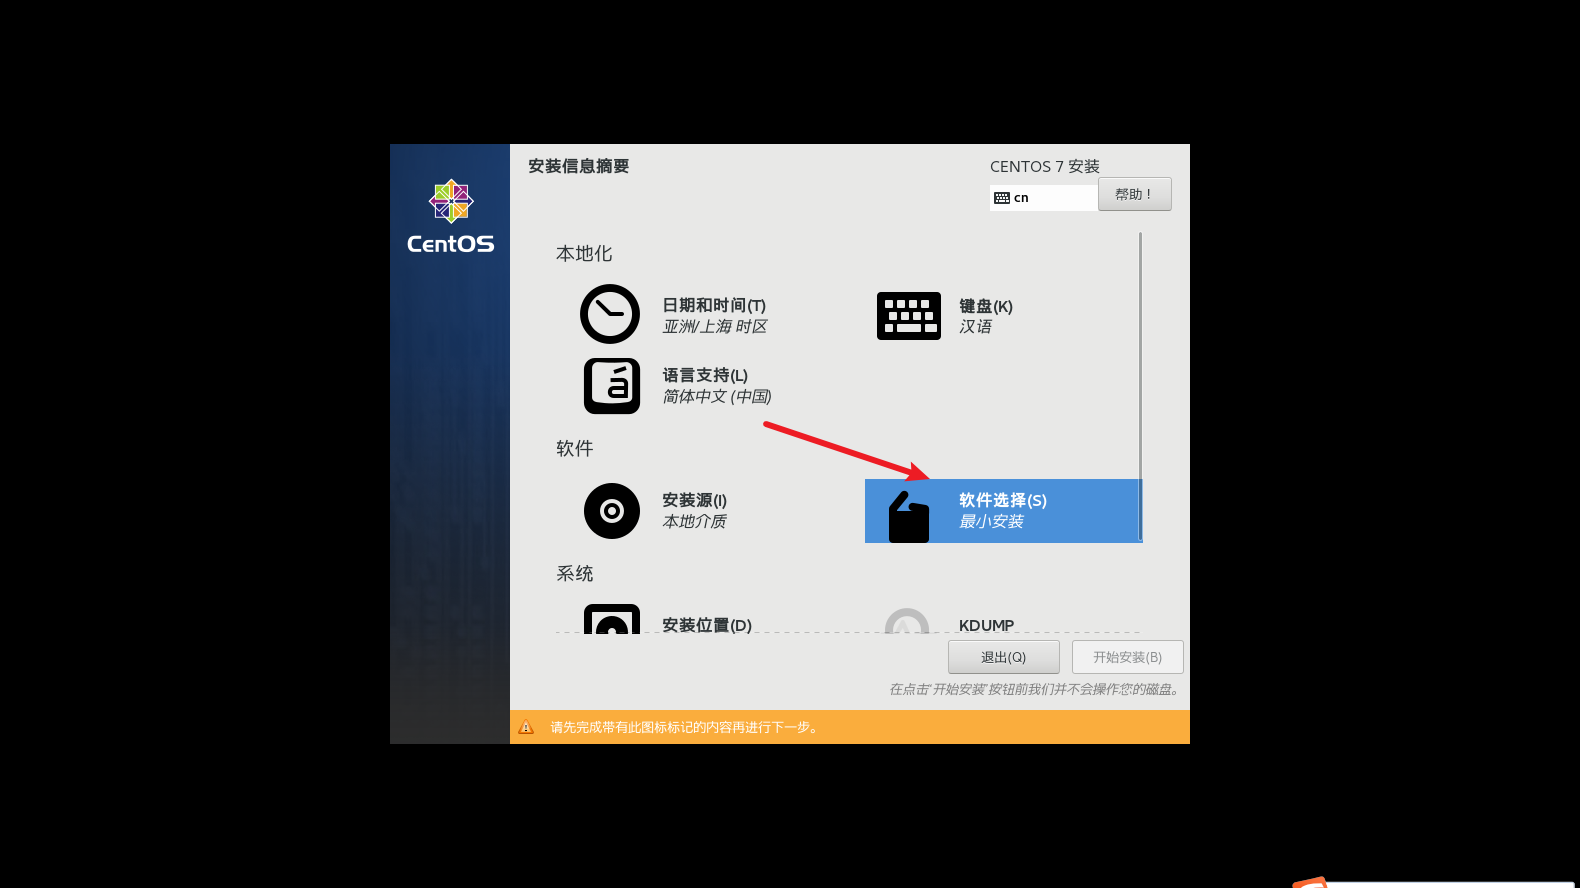 安装信息摘要
CENTOS 7 安装
cn
帮助！
CentOS
本地化
日期和时间(T)
亚洲/上海 时区
键盘(K)
汉语
语言支持(L)
简体中文 (中国)
软件
安装源(I)
本地介质
软件选择(S)
最小安装
系统
安装位置(D)
KDUMP
退出(Q)
开始安装(B)
在点击'开始安装'按钮前我们并不会操作您的磁盘。
请先完成带有此图标标记的内容再进行下一步。